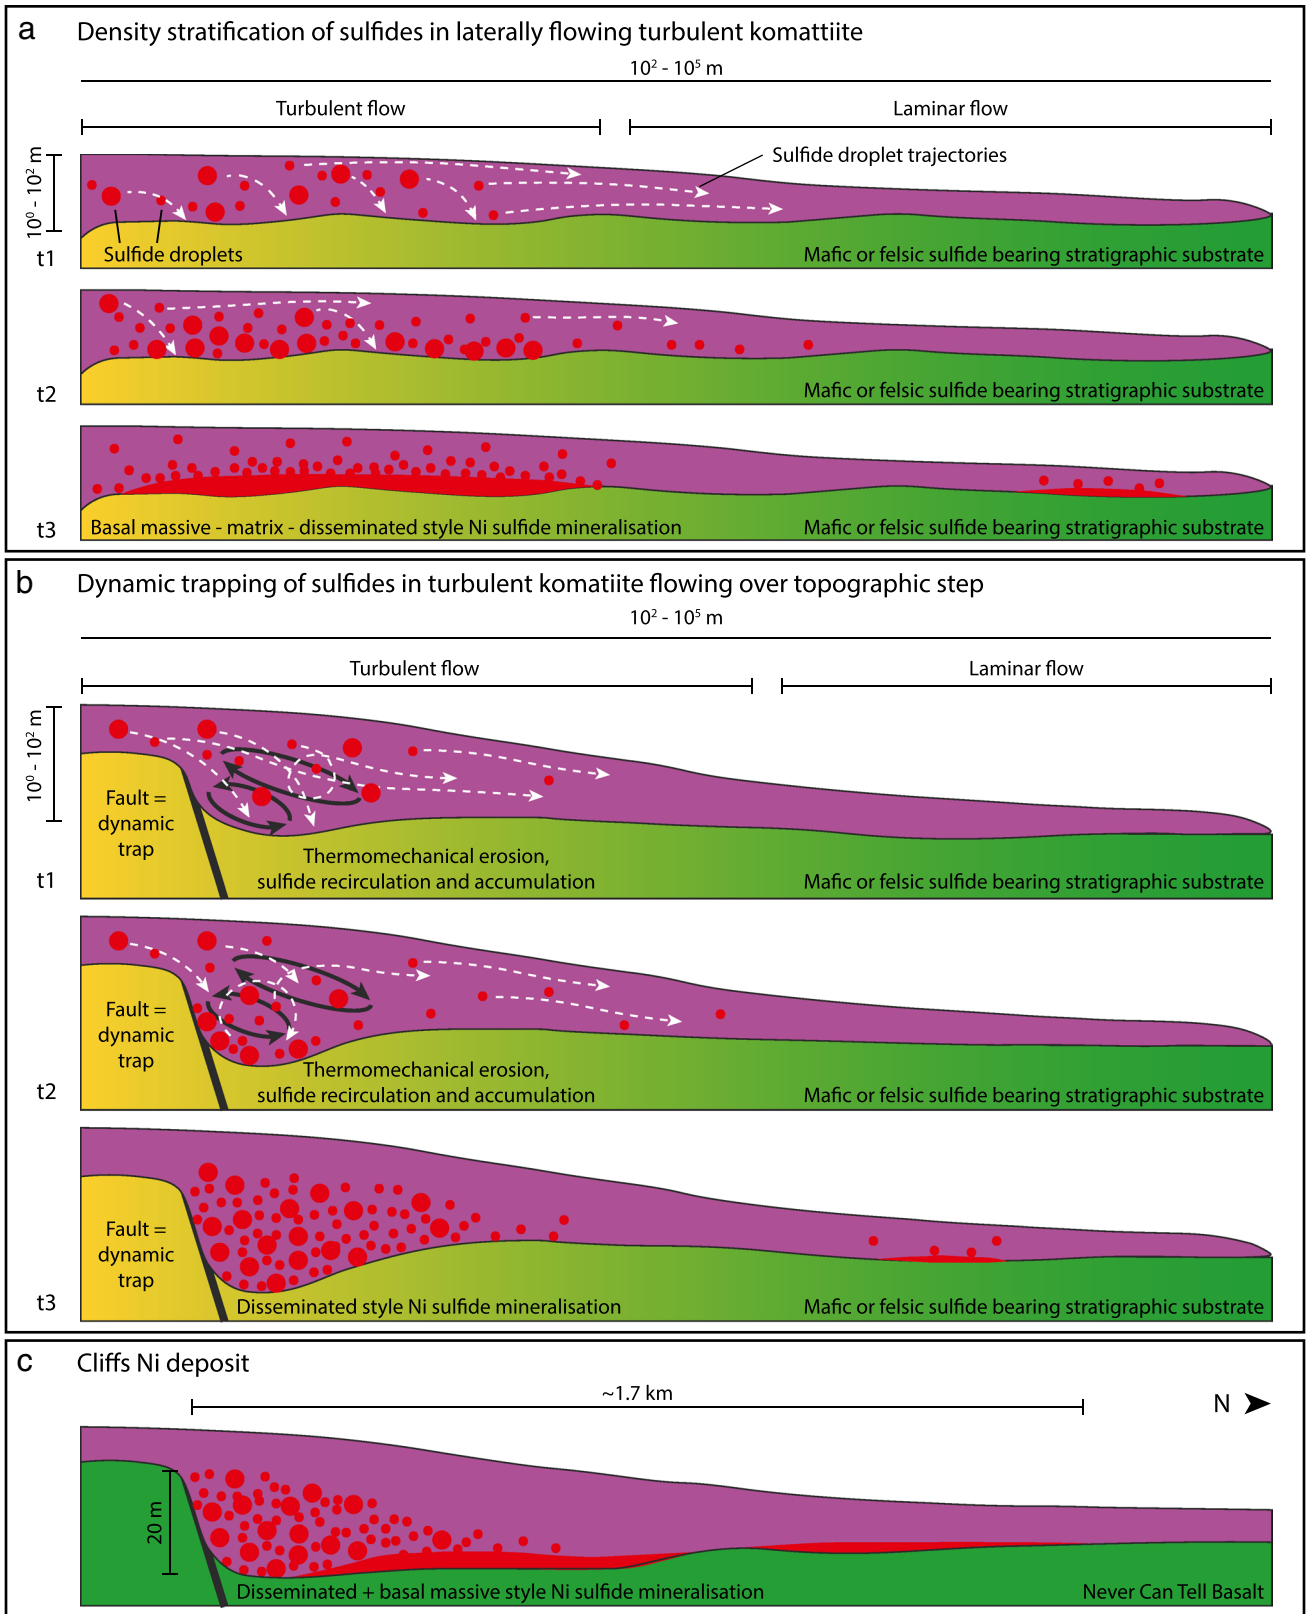 a Density stratification of sulfides in laterally flowing turbulent komattiite
10² - 10⁵ m
Turbulent flow
Laminar flow
10⁰ - 10² m
Sulfide droplet trajectories
Sulfide droplets
Mafic or felsic sulfide bearing stratigraphic substrate
t1
Mafic or felsic sulfide bearing stratigraphic substrate
t2
Basal massive - matrix - disseminated style Ni sulfide mineralisation
Mafic or felsic sulfide bearing stratigraphic substrate
t3
b Dynamic trapping of sulfides in turbulent komatiite flowing over topographic step
10² - 10⁵ m
Turbulent flow
Laminar flow
10⁰ - 10² m
Fault =
dynamic
trap
Thermomechanical erosion,
sulfide recirculation and accumulation
Mafic or felsic sulfide bearing stratigraphic substrate
t1
Fault =
dynamic
trap
Thermomechanical erosion,
sulfide recirculation and accumulation
Mafic or felsic sulfide bearing stratigraphic substrate
t2
Fault =
dynamic
trap
Disseminated style Ni sulfide mineralisation
Mafic or felsic sulfide bearing stratigraphic substrate
t3
c Cliffs Ni deposit
~1.7 km
N
20 m
Disseminated + basal massive style Ni sulfide mineralisation
Never Can Tell Basalt